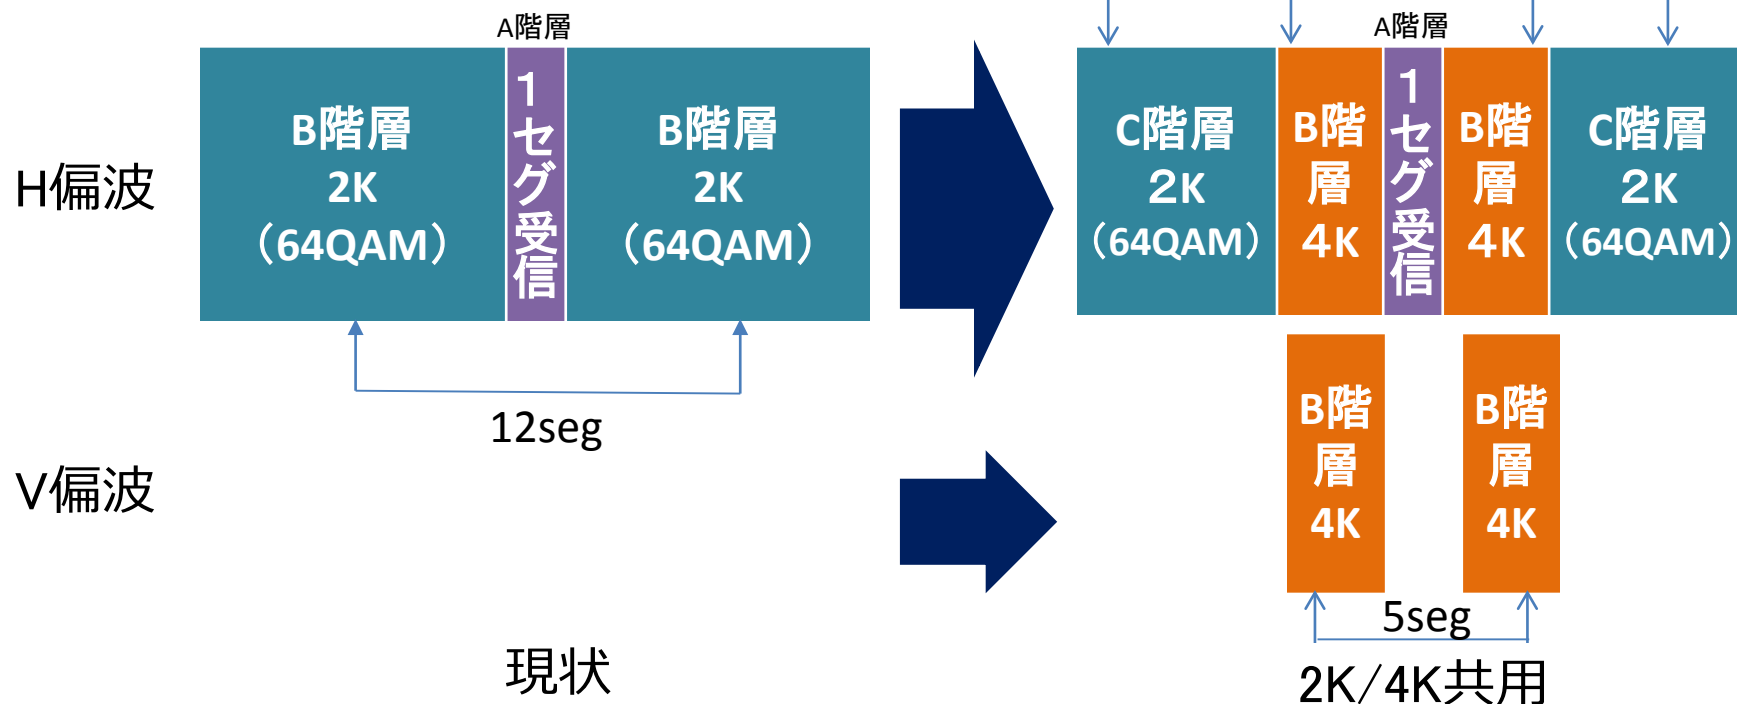 A階層
H偏波
B階層
2K
（64QAM）
１セグ受信
B階層
2K
（64QAM）
12seg
V偏波
現状
A階層
C階層
２K
（64QAM）
B階
層
４K
１セグ受信
B階
層
４K
C階層
２K
（64QAM）
B階
層
4K
B階
層
4K
5seg
2K/4K共用